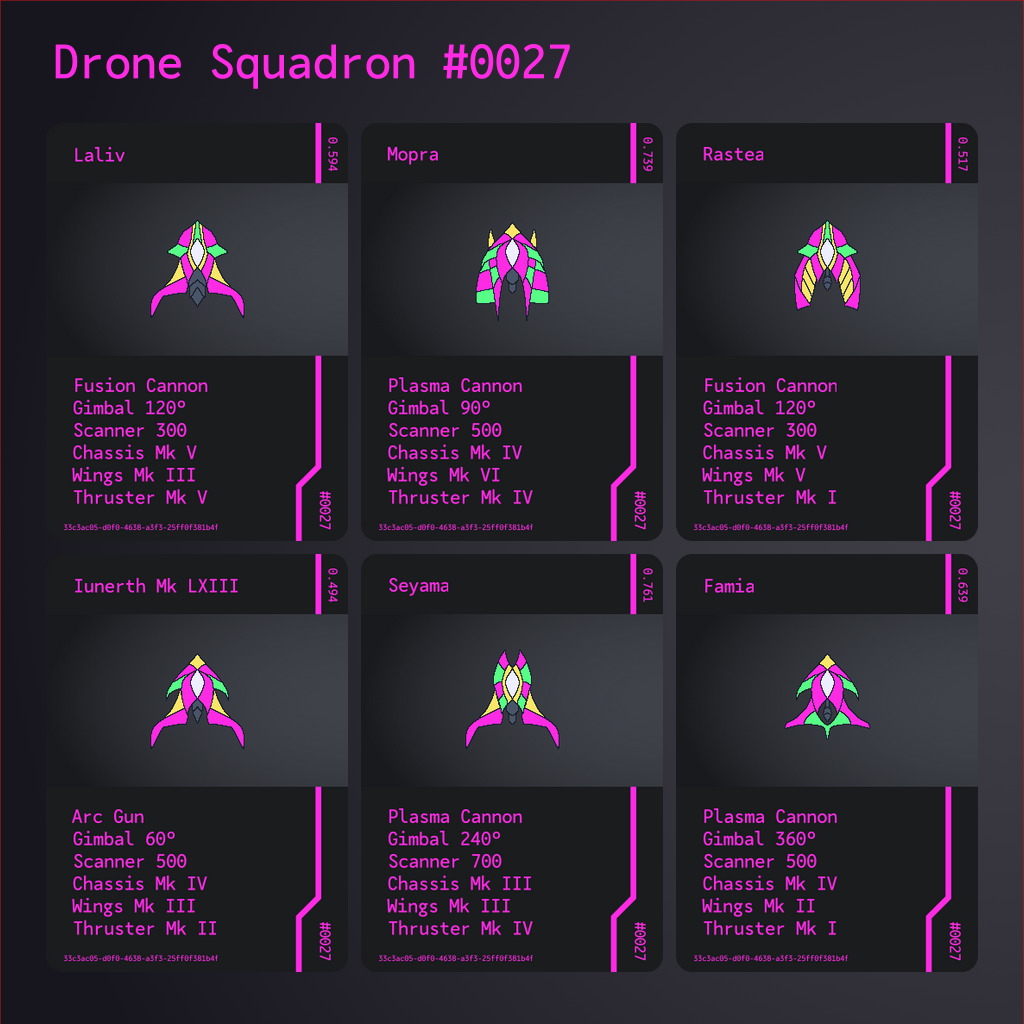 Drone Squadron #0027
Laliv
0.594
Fusion Cannon
Gimbal 120°
Scanner 300
Chassis Mk V
Wings Mk III
Thruster Mk V
#0027
33c3ac05-d0f0-4638-a3f3-25ff0f381b4f
Mopra
0.739
Plasma Cannon
Gimbal 90°
Scanner 500
Chassis Mk IV
Wings Mk VI
Thruster Mk IV
#0027
33c3ac05-d0f0-4638-a3f3-25ff0f381b4f
Rastea
0.517
Fusion Cannon
Gimbal 120°
Scanner 300
Chassis Mk V
Wings Mk V
Thruster Mk I
#0027
33c3ac05-d0f0-4638-a3f3-25ff0f381b4f
Iunerth Mk LXIII
0.494
Arc Gun
Gimbal 60°
Scanner 500
Chassis Mk IV
Wings Mk III
Thruster Mk II
#0027
33c3ac05-d0f0-4638-a3f3-25ff0f381b4f
Seyama
0.761
Plasma Cannon
Gimbal 240°
Scanner 700
Chassis Mk III
Wings Mk III
Thruster Mk IV
#0027
33c3ac05-d0f0-4638-a3f3-25ff0f381b4f
Famia
0.639
Plasma Cannon
Gimbal 360°
Scanner 500
Chassis Mk IV
Wings Mk II
Thruster Mk I
#0027
33c3ac05-d0f0-4638-a3f3-25ff0f381b4f